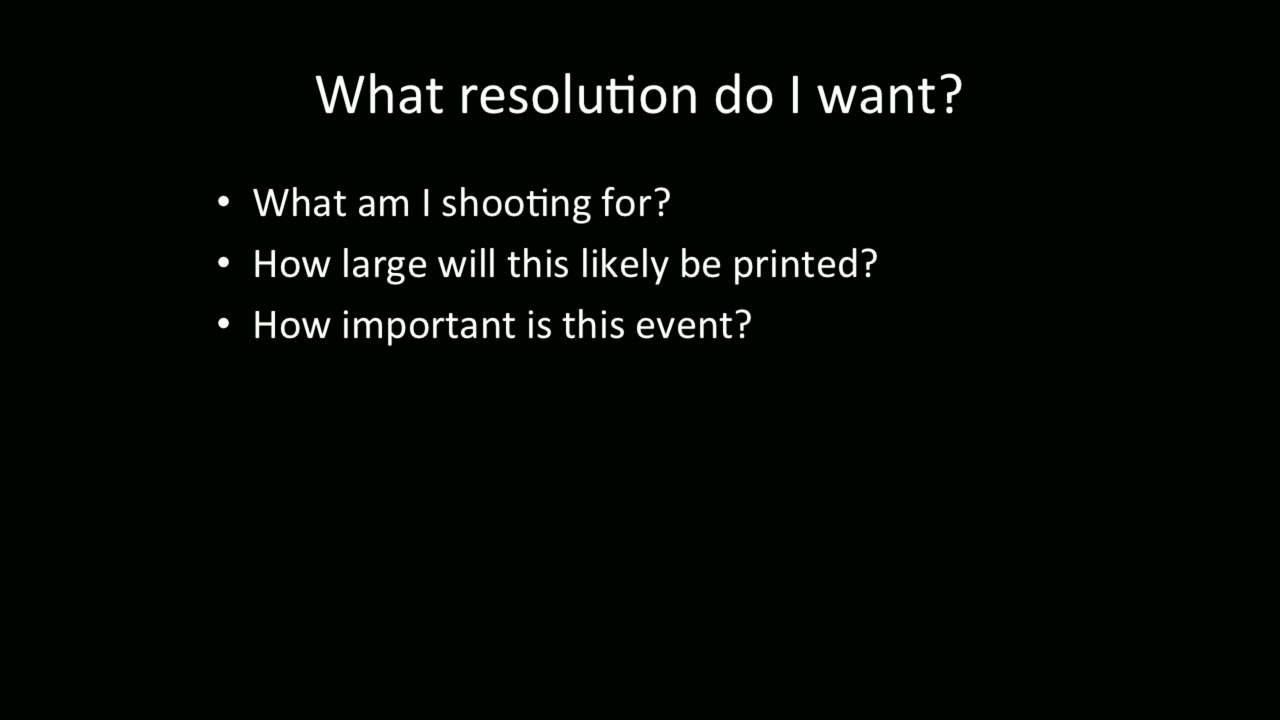 What resolution do I want?
• What am I shooting for?
• How large will this likely be printed?
• How important is this event?